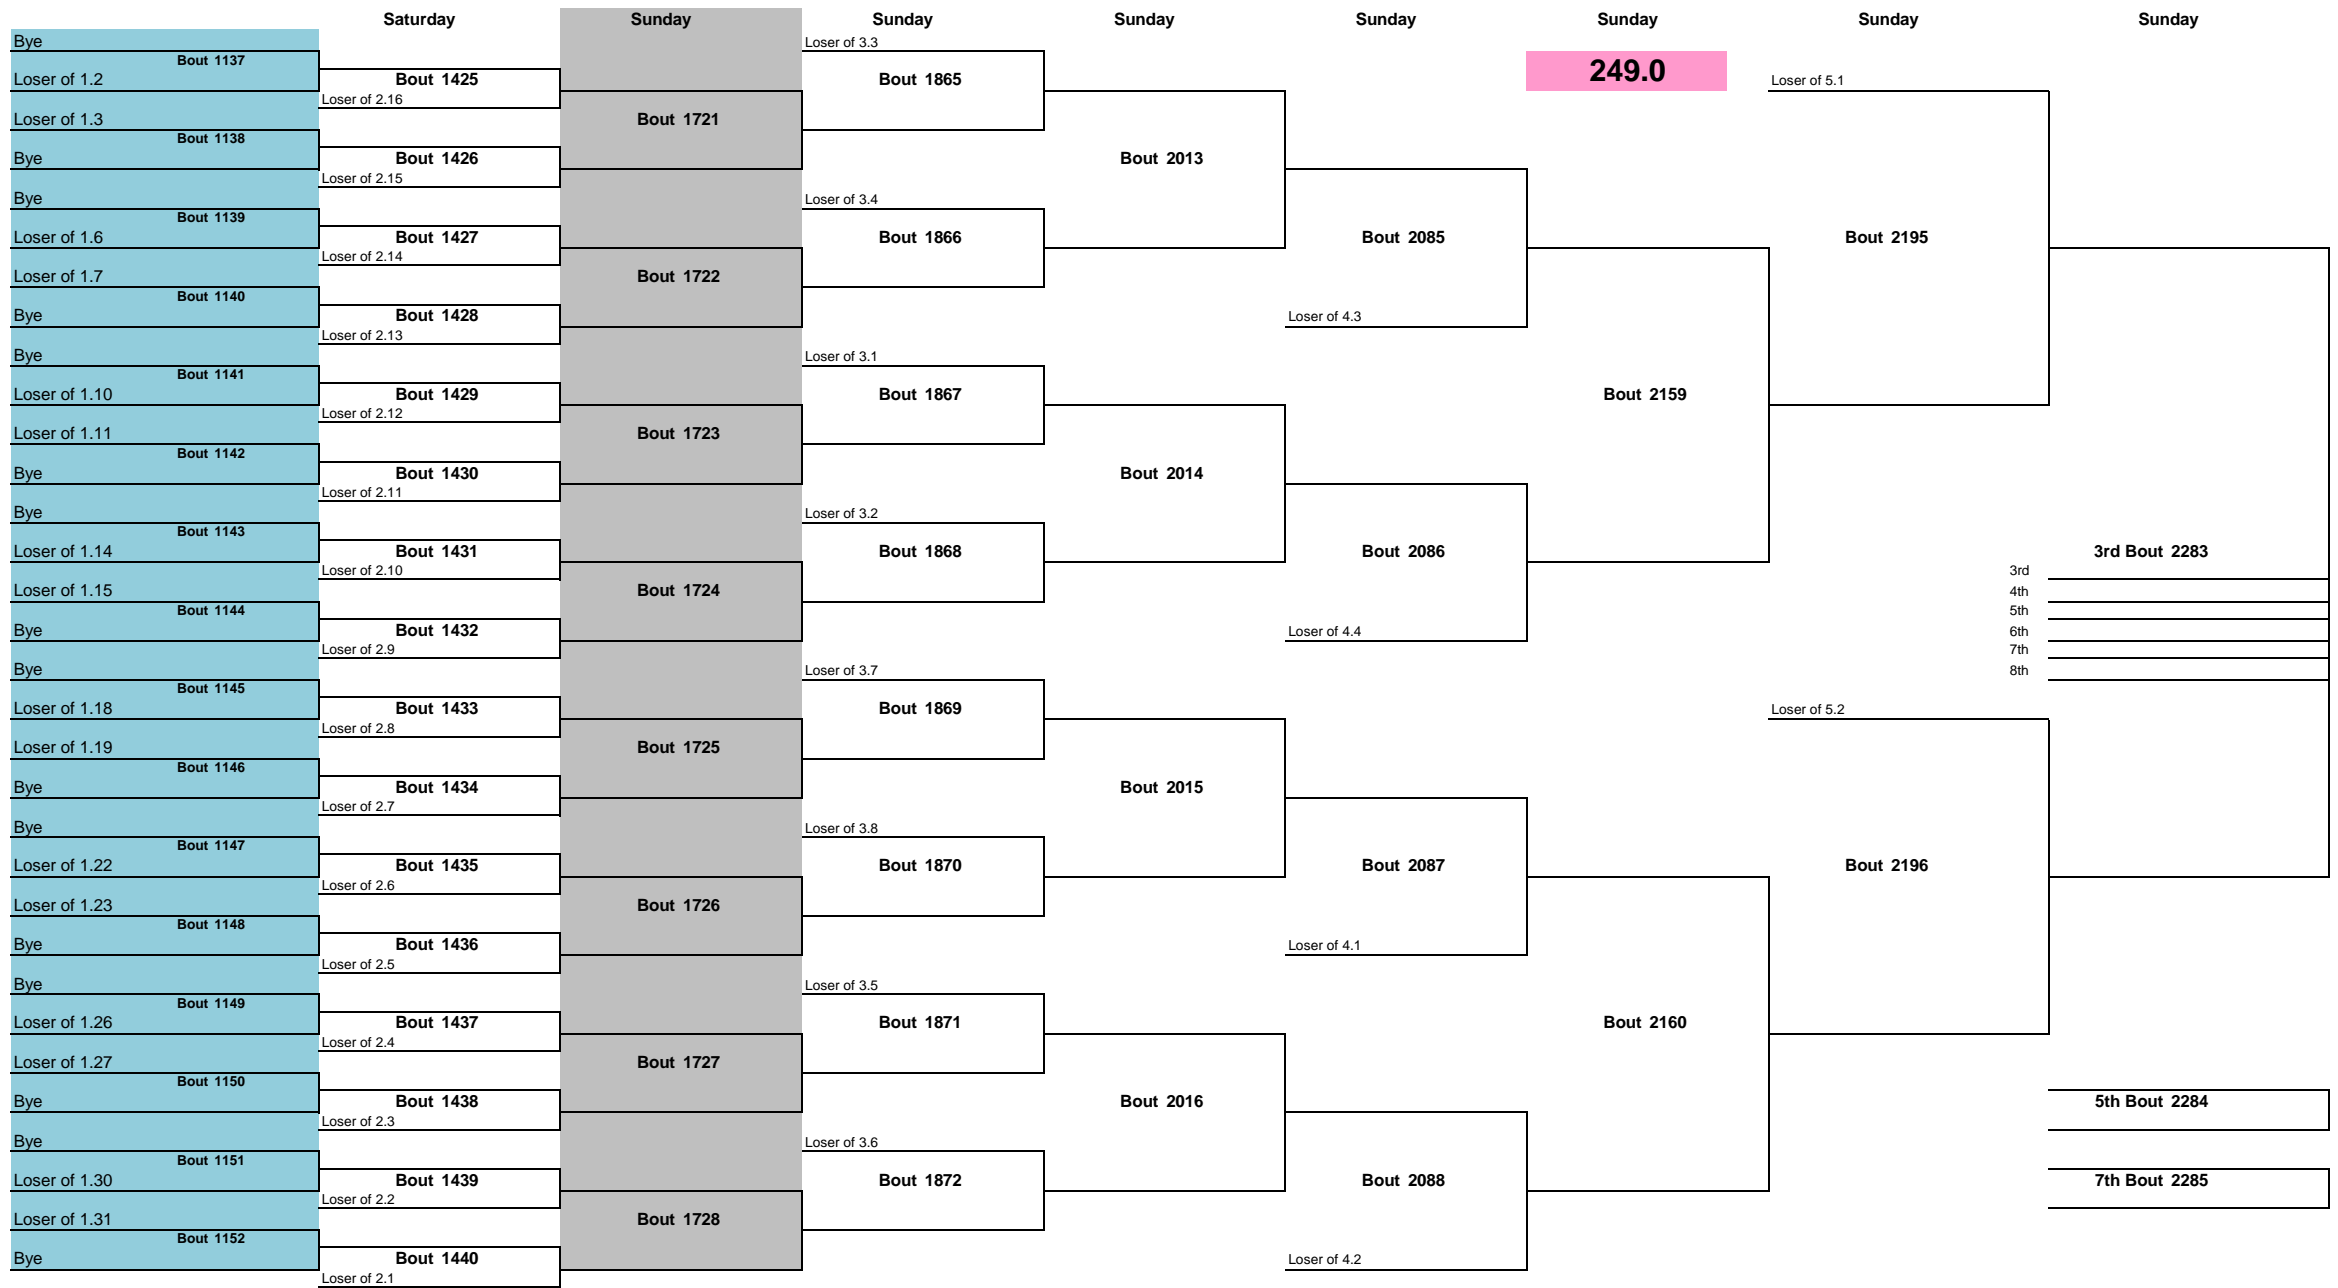 Saturday
Sunday
Sunday
Sunday
Sunday
Sunday
Sunday
Sunday
Bye
Bout 1137
Loser of 1.2
Loser of 1.3
Bout 1138
Bye
Bye
Bout 1139
Loser of 1.6
Loser of 1.7
Bout 1140
Bye
Bye
Bout 1141
Loser of 1.10
Loser of 1.11
Bout 1142
Bye
Bye
Bout 1143
Loser of 1.14
Loser of 1.15
Bout 1144
Bye
Bye
Bout 1145
Loser of 1.18
Loser of 1.19
Bout 1146
Bye
Bye
Bout 1147
Loser of 1.22
Loser of 1.23
Bout 1148
Bye
Bye
Bout 1149
Loser of 1.26
Loser of 1.27
Bout 1150
Bye
Bye
Bout 1151
Loser of 1.30
Loser of 1.31
Bout 1152
Bye
Bout 1425
Loser of 2.16
Bout 1426
Loser of 2.15
Bout 1427
Loser of 2.14
Bout 1428
Loser of 2.13
Bout 1429
Loser of 2.12
Bout 1430
Loser of 2.11
Bout 1431
Loser of 2.10
Bout 1432
Loser of 2.9
Bout 1433
Loser of 2.8
Bout 1434
Loser of 2.7
Bout 1435
Loser of 2.6
Bout 1436
Loser of 2.5
Bout 1437
Loser of 2.4
Bout 1438
Loser of 2.3
Bout 1439
Loser of 2.2
Bout 1440
Loser of 2.1
Bout 1721
Bout 1722
Bout 1723
Bout 1724
Bout 1725
Bout 1726
Bout 1727
Bout 1728
Loser of 3.3
Bout 1865
Loser of 3.4
Bout 1866
Loser of 3.1
Bout 1867
Loser of 3.2
Bout 1868
Loser of 3.7
Bout 1869
Loser of 3.8
Bout 1870
Loser of 3.5
Bout 1871
Loser of 3.6
Bout 1872
Bout 2013
Bout 2014
Bout 2015
Bout 2016
Bout 2085
Loser of 4.3
Bout 2086
Loser of 4.4
Bout 2087
Loser of 4.1
Bout 2088
Loser of 4.2
249.0
Bout 2159
Bout 2160
Loser of 5.1
Bout 2195
Loser of 5.2
Bout 2196
3rd Bout 2283
3rd
4th
5th
6th
7th
8th
5th Bout 2284
7th Bout 2285